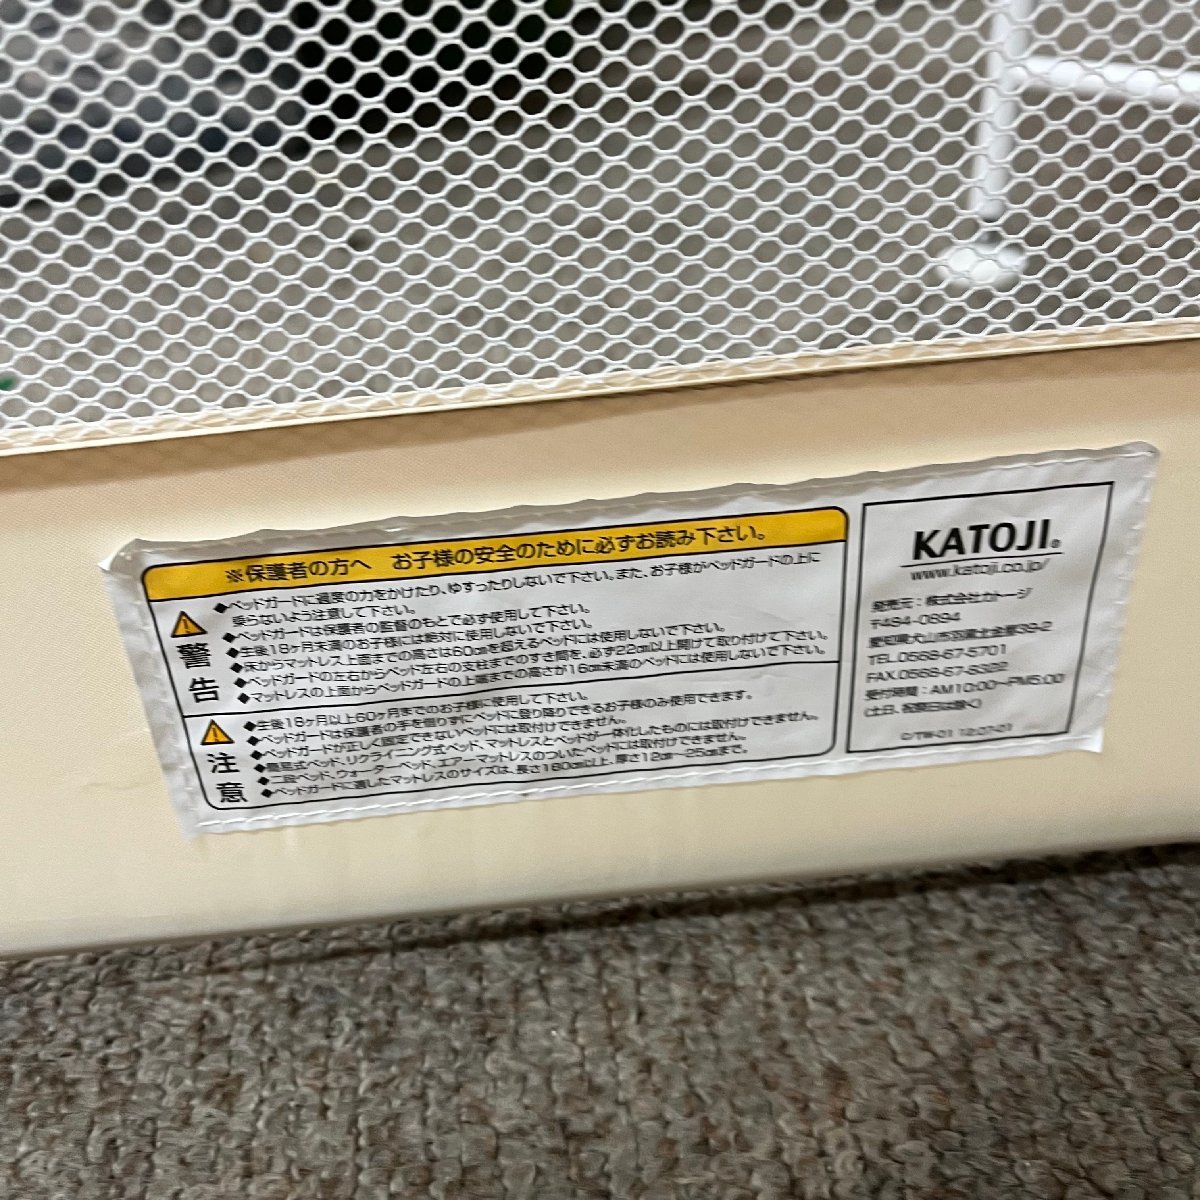 ※保護者の方へ　お子様の安全のために必ずお読み下さい。
警告
◆ベッドガードに過度の力をかけたり、ゆすったりしないで下さい。また、お子様がベッドガードの上に
乗らないよう注意して下さい。
◆ベッドガードは保護者の監督のもとで必ず使用して下さい。
◆生後18ヶ月未満のお子様には絶対に使用しないで下さい。
◆床からマットレス上面までの高さは60cmを超えるベッドには使用しないで下さい。
◆ベッドガードの左右からベッド左右の支柱までのすき間を、必ず22cm以上開けて取り付けて下さい。
◆マットレスの上面からベッドガードの上端までの高さが16cm未満のベッドには使用しないで下さい。
注意
◆生後18ヶ月以上60ヶ月までのお子様に使用して下さい。
◆ベッドガードは保護者の手を借りずにベッドに登り降りできるお子様のみ使用できます。
◆ベッドガードが正しく固定できないベッドには取付けできません。
◆簡易式ベッド、リクライニング式ベッド、マットレスとベッドが一体化したものには取付けできません。
◆二段ベッド、ウォーターベッド、エアーマットレスのついたベッドには取付けできません。
◆ベッドガードに適したマットレスのサイズは、長さ180cm以上、厚さ12cm~25cmまで。
KATOJI®
www.katoji.co.jp/
発売元：株式会社カトージ
〒484-0894
愛知県犬山市羽黒土金屋39-2
TEL.0568-67-5701
FAX.0568-67-8322
受付時間：AM10:00~PM5:00
(土日、祝祭日は除く)